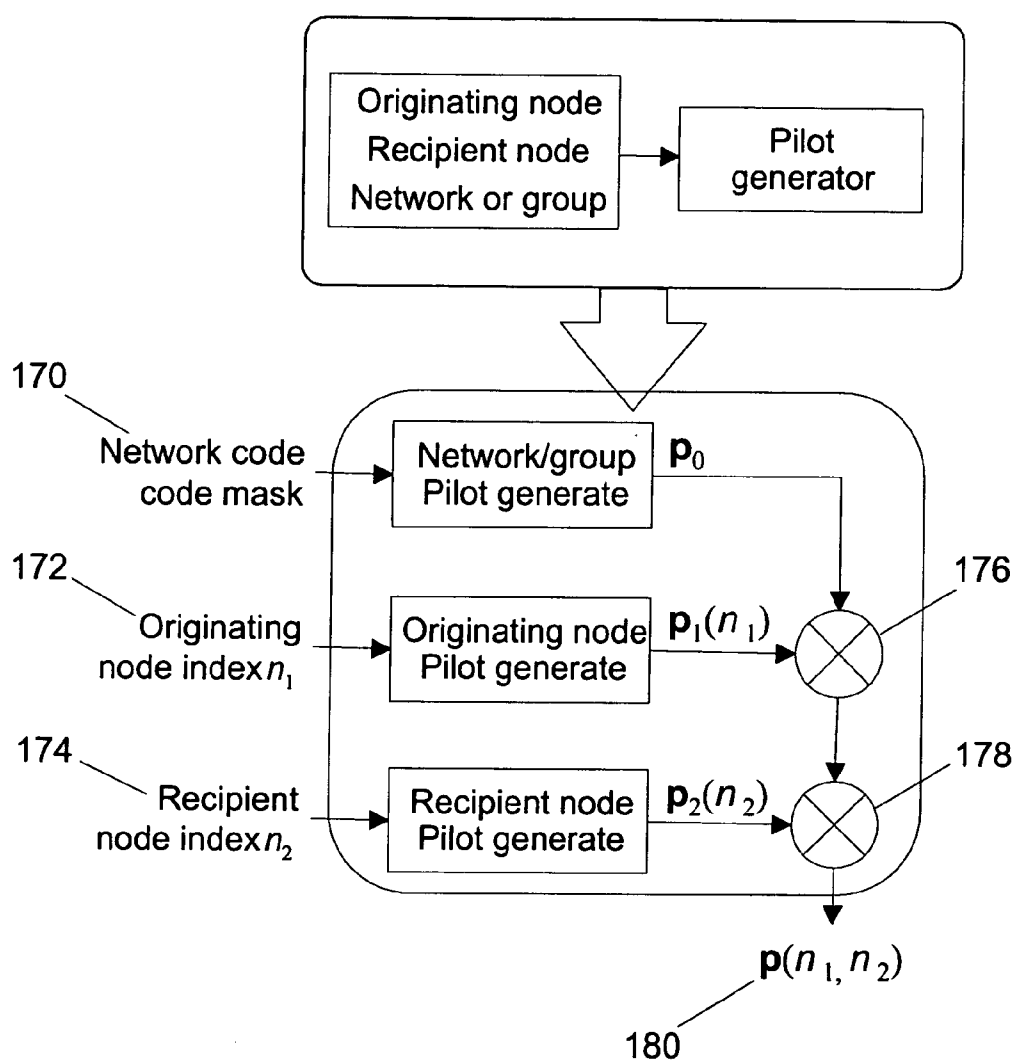 Originating node
Recipient node
Network or group
Pilot
generator
170
Network code
code mask
Network/group
Pilot generate
p0
172
Originating
node index n1
Originating node
Pilot generate
p1(n1)
176
174
Recipient
node index n2
Recipient node
Pilot generate
p2(n2)
178
p(n1, n2)
180